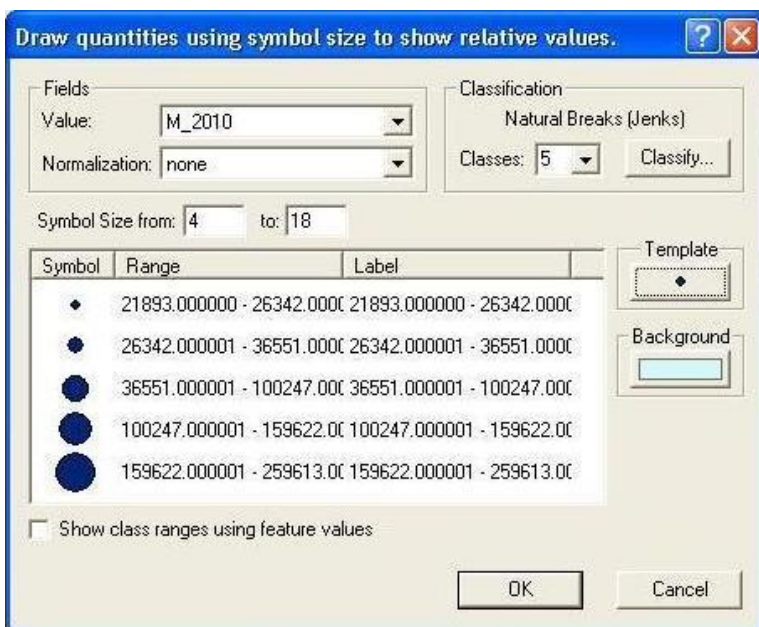 Draw quantities using symbol size to show relative values.
Fields
Value: M_2010
Normalization: none
Classification
Natural Breaks (Jenks)
Classes: 5 Classify...
Symbol Size from: 4 to: 18
Symbol Range Label
21893.000000 - 26342.000( 21893.000000 - 26342.000(
26342.000001 - 36551.000( 26342.000001 - 36551.000(
36551.000001 - 100247.00( 36551.000001 - 100247.00(
100247.000001 - 159622.0( 100247.000001 - 159622.0(
159622.000001 - 259613.0( 159622.000001 - 259613.0(
Template
Background
Show class ranges using feature values
OK Cancel